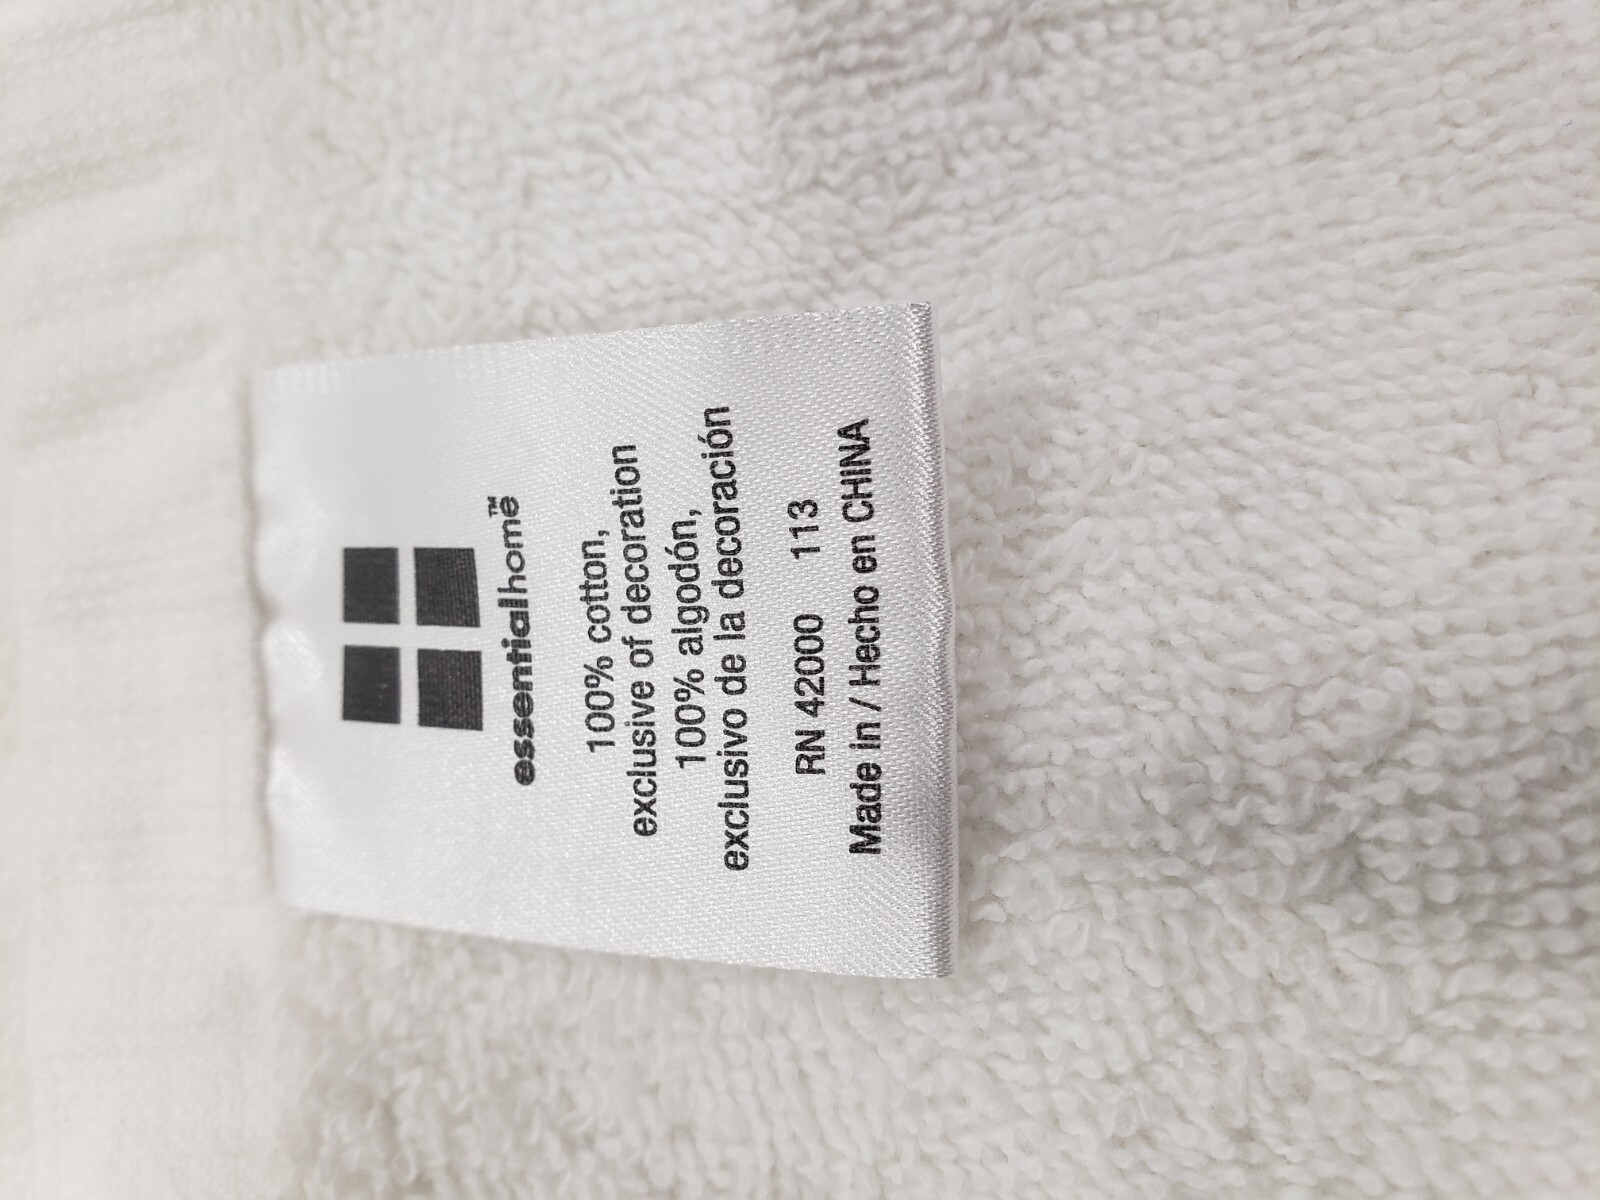 essentialhome™
100% cotton,
exclusive of decoration
100% algodón,
exclusivo de la decoración
RN 42000 113
Made in / Hecho en CHINA